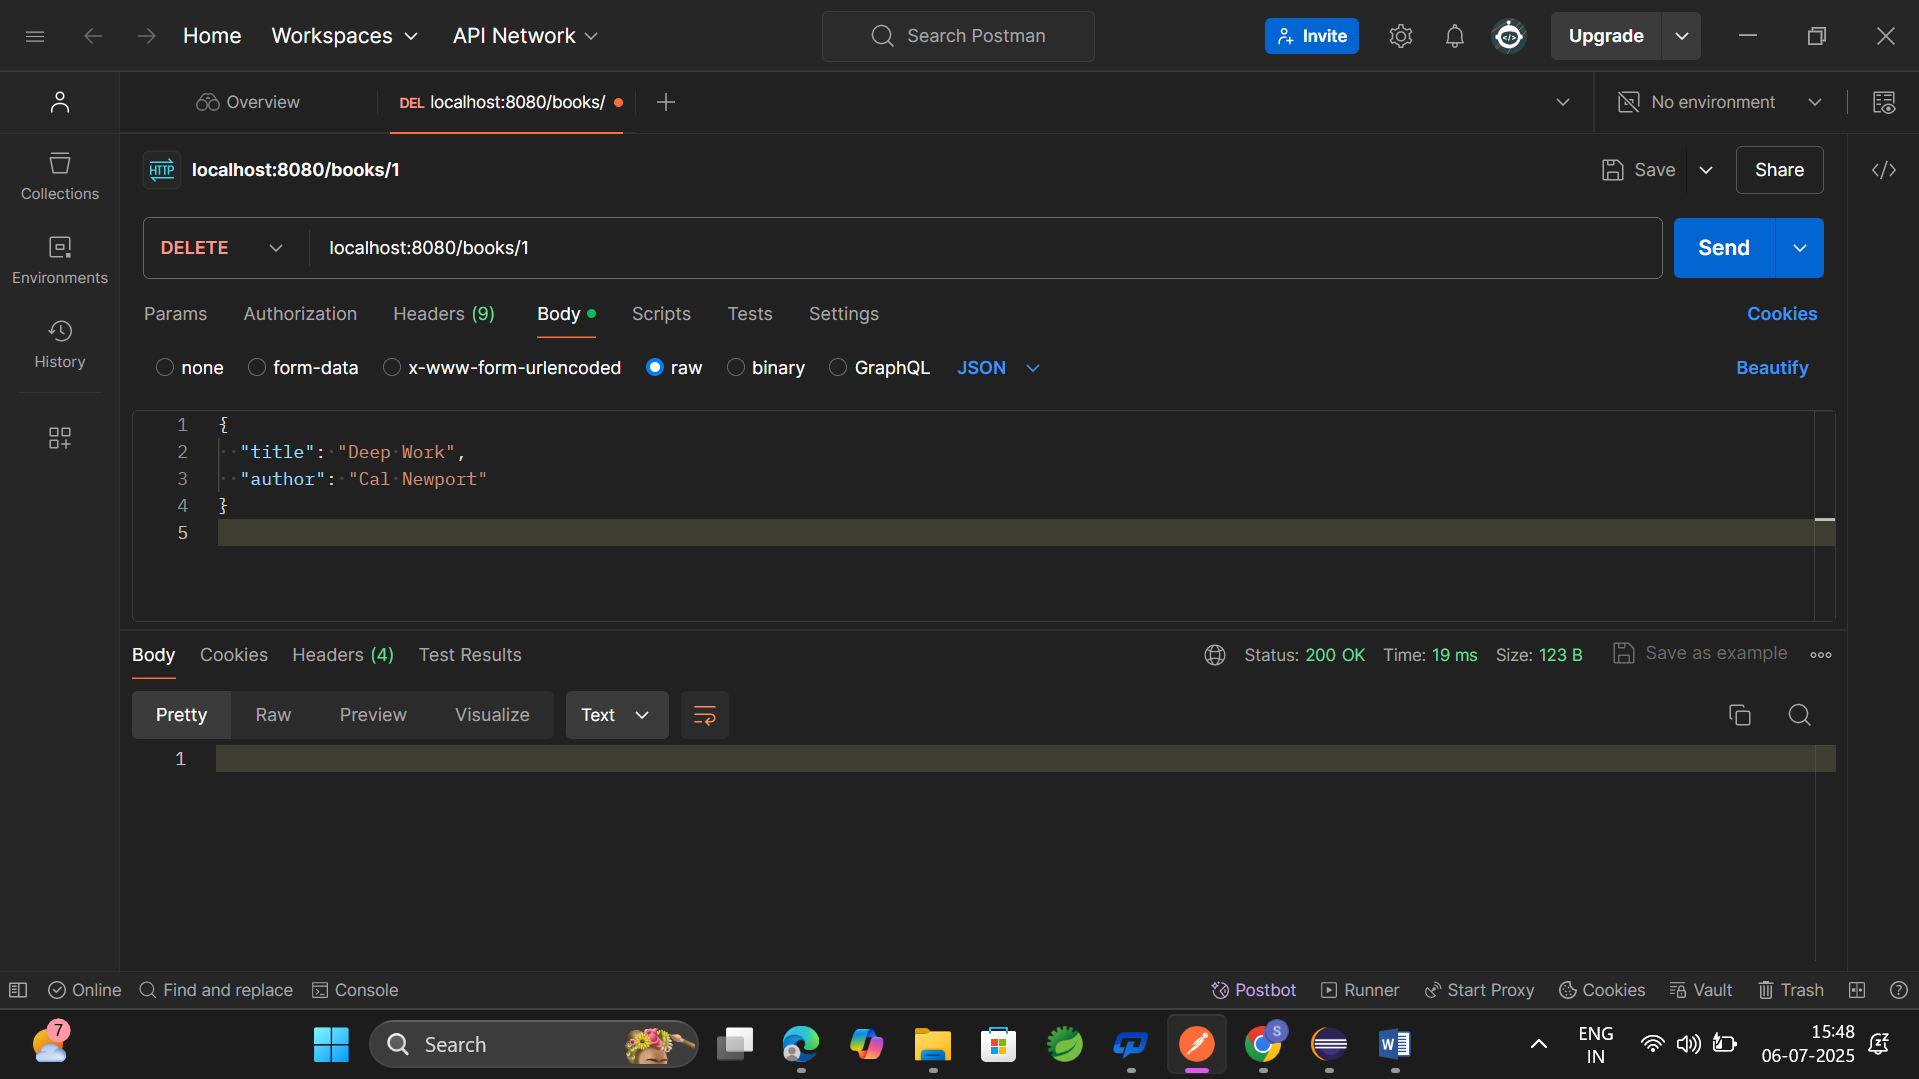 Home Workspaces API Network Search Postman Invite Upgrade
Overview DEL localhost:8080/books/ No environment
HTTP localhost:8080/books/1 Save Share
Collections
DELETE localhost:8080/books/1 Send
Environments
Params Authorization Headers (9) Body Scripts Tests Settings Cookies
History
none form-data x-www-form-urlencoded raw binary GraphQL JSON Beautify
1 {
2 "title": "Deep Work",
3 "author": "Cal Newport"
4 }
5
Body Cookies Headers (4) Test Results Status: 200 OK Time: 19 ms Size: 123 B Save as example
Pretty Raw Preview Visualize Text
1
Online Find and replace Console Postbot Runner Start Proxy Cookies Vault Trash
7 Search S W ENG 15:48
IN 06-07-2025